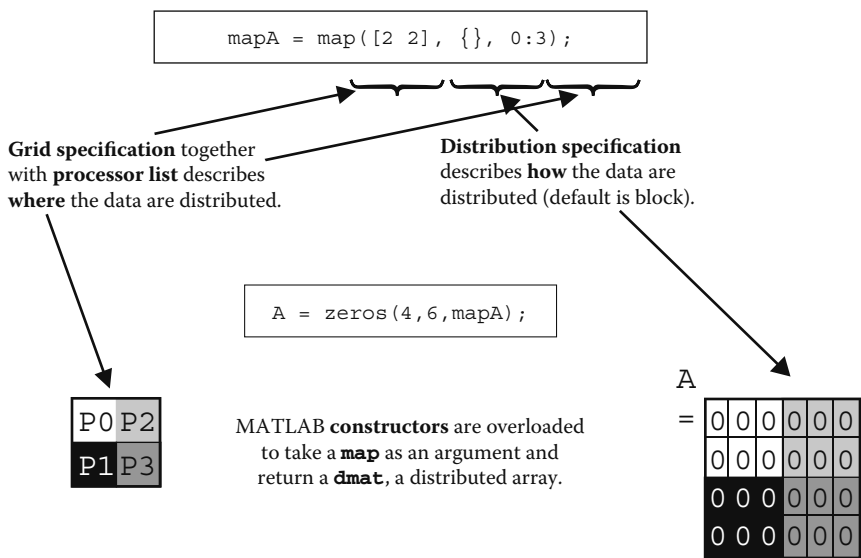 mapA = map([2 2], {}, 0:3);
Grid specification together
with processor list describes
where the data are distributed.
Distribution specification
describes how the data are
distributed (default is block).
A = zeros(4,6,mapA);
P0 P2
P1 P3
MATLAB constructors are overloaded
to take a map as an argument and
return a dmat, a distributed array.
A
= 0 0 0 0 0 0
0 0 0 0 0 0
0 0 0 0 0 0
0 0 0 0 0 0